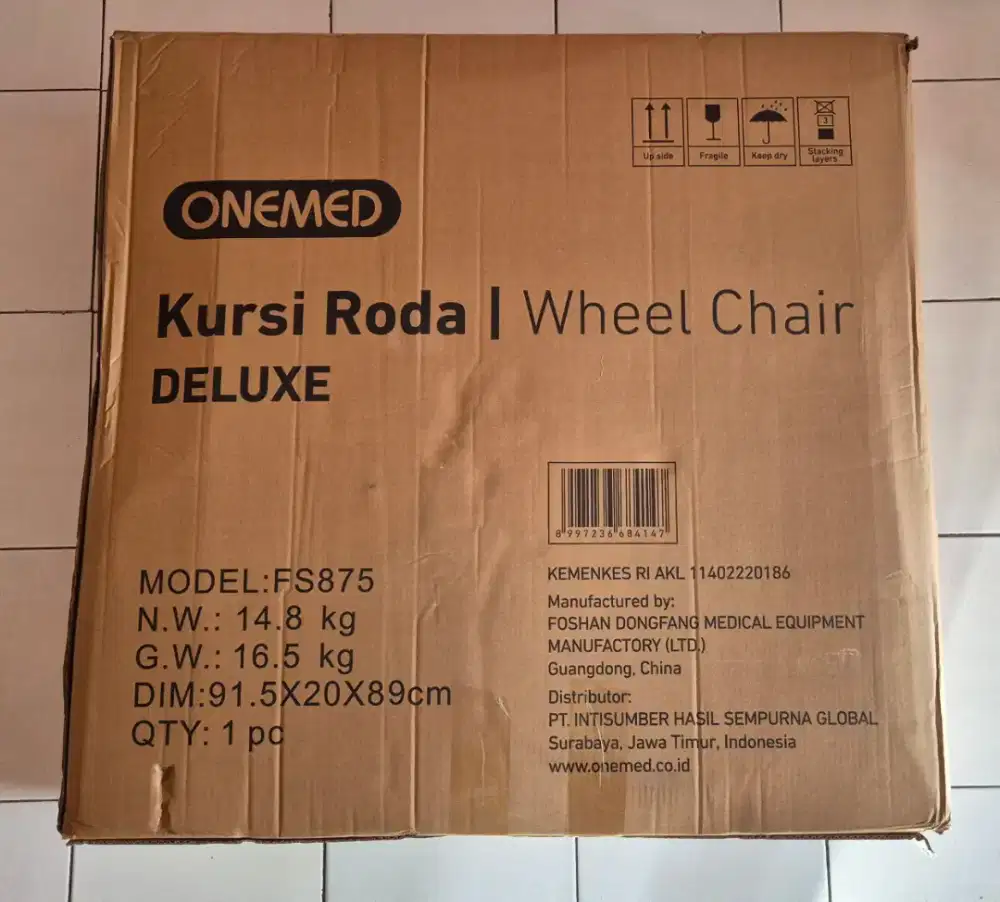 Up side
Fragile
Keep dry
3
Stacking
layers
ONEMED
Kursi Roda | Wheel Chair
DELUXE
8 997236 684147
MODEL:FS875
N.W.: 14.8 kg
G.W.: 16.5 kg
DIM:91.5X20X89cm
QTY: 1 pc
KEMENKES RI AKL 11402220186
Manufactured by:
FOSHAN DONGFANG MEDICAL EQUIPMENT
MANUFACTORY (LTD.)
Guangdong, China
Distributor:
PT. INTISUMBER HASIL SEMPURNA GLOBAL
Surabaya, Jawa Timur, Indonesia
www.onemed.co.id